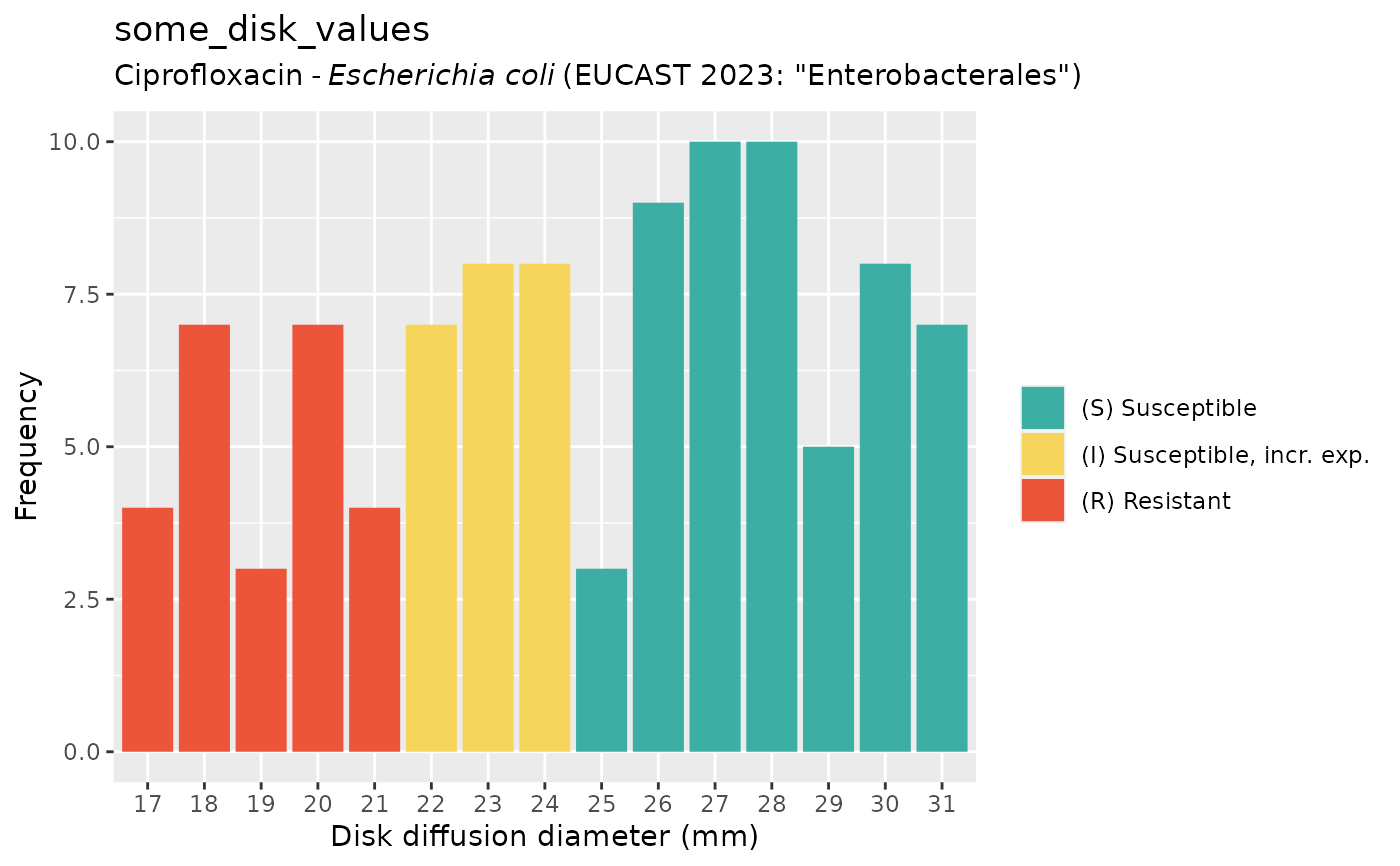 some_disk_values
Ciprofloxacin - Escherichia coli (EUCAST 2023: "Enterobacterales")
Frequency
10.0
7.5
5.0
2.5
0.0
17 18 19 20 21 22 23 24 25 26 27 28 29 30 31
Disk diffusion diameter (mm)
(S) Susceptible
(I) Susceptible, incr. exp.
(R) Resistant